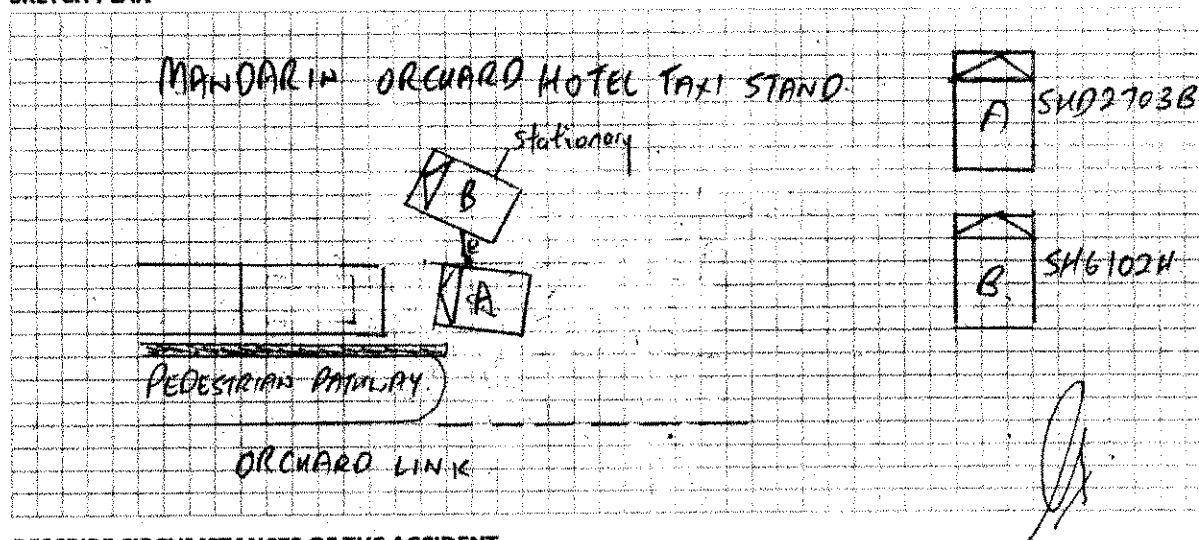 MANDARIN ORCHARD HOTEL TAXI STAND.
stationary
B
A
A SHD2703B
B. SH6102H
PEDESTRIAN PATHWAY.
ORCHARD LINK